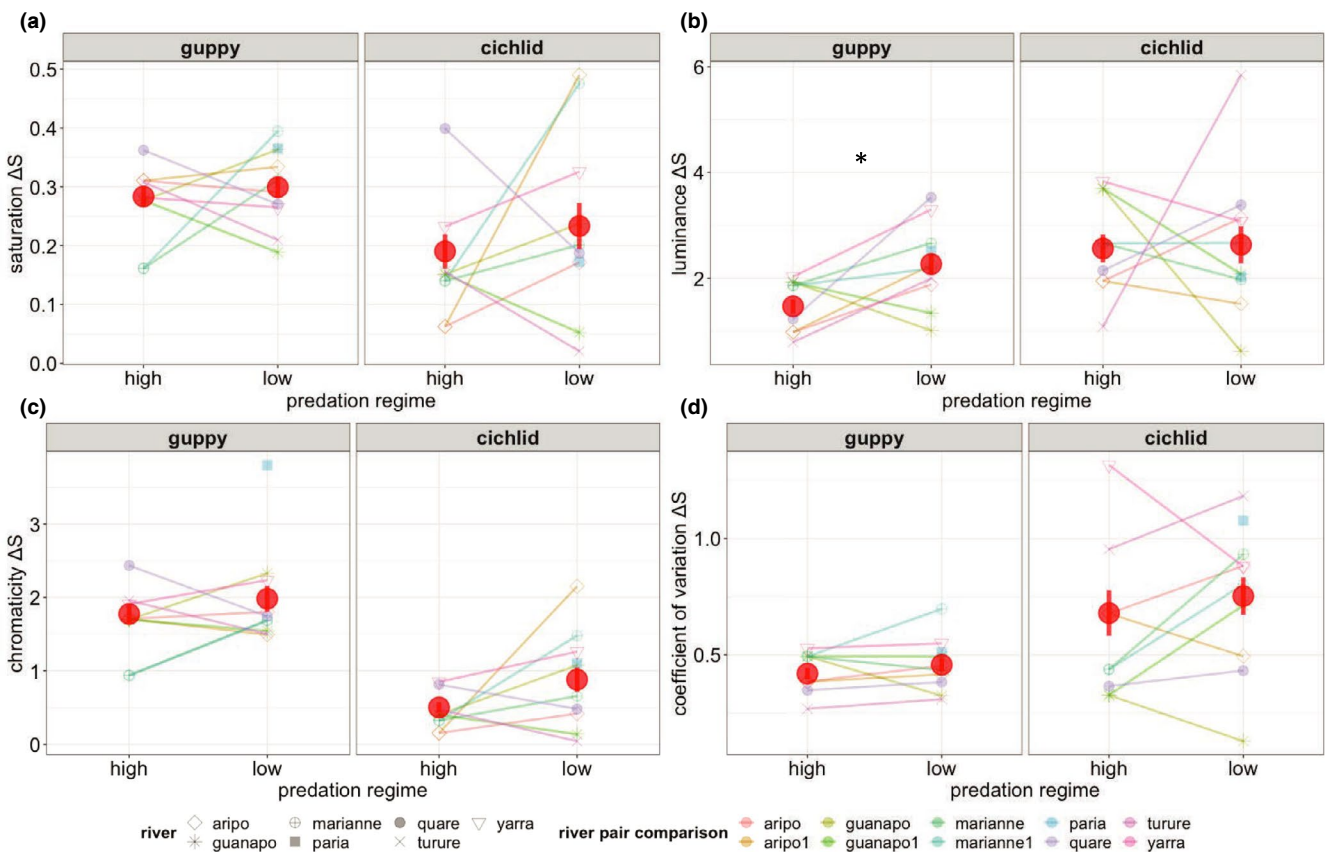 (a)
guppy
cichlid
0.5
0.4
0.3
0.2
0.1
0.0
saturation ΔS
high
low
high
low
predation regime
(b)
guppy
cichlid
6
4
2
*
luminance ΔS
high
low
high
low
predation regime
(c)
guppy
cichlid
3
2
1
0
chromaticity ΔS
high
low
high
low
predation regime
(d)
guppy
cichlid
1.0
0.5
coefficient of variation ΔS
high
low
high
low
predation regime
river aripo marianne quare yarra
guanapo paria turure
river pair comparison aripo guanapo marianne paria turure
aripo1 guanapo1 marianne1 quare yarra